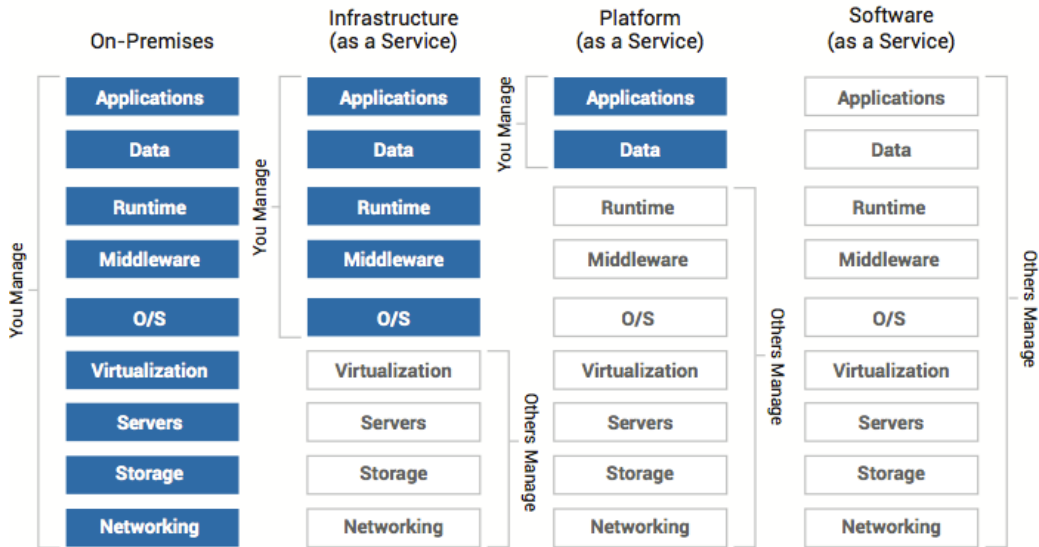 On-Premises
Infrastructure
(as a Service)
Platform
(as a Service)
Software
(as a Service)
You Manage
Applications
Data
Runtime
Middleware
O/S
Virtualization
Servers
Storage
Networking
You Manage
Applications
Data
Runtime
Middleware
O/S
Virtualization
Servers
Storage
Networking
Others Manage
You Manage
Applications
Data
Runtime
Middleware
O/S
Virtualization
Servers
Storage
Networking
Others Manage
Applications
Data
Runtime
Middleware
O/S
Virtualization
Servers
Storage
Networking
Others Manage